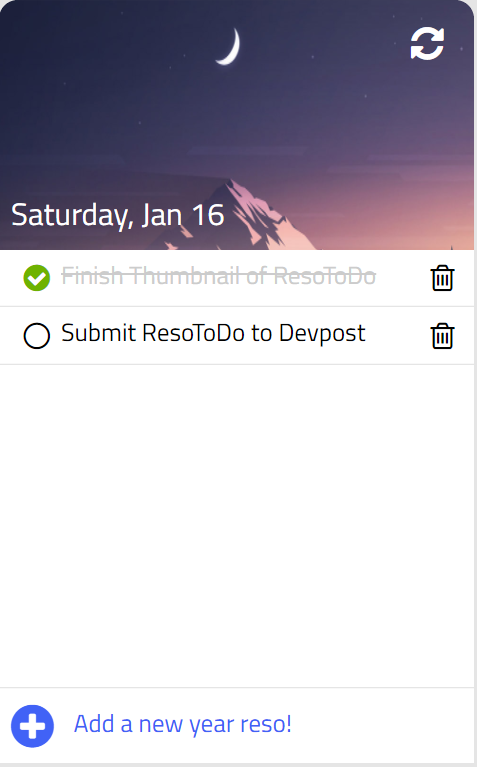 Saturday, Jan 16
Finish Thumbnail of ResoToDo
Submit ResoToDo to Devpost
Add a new year reso!